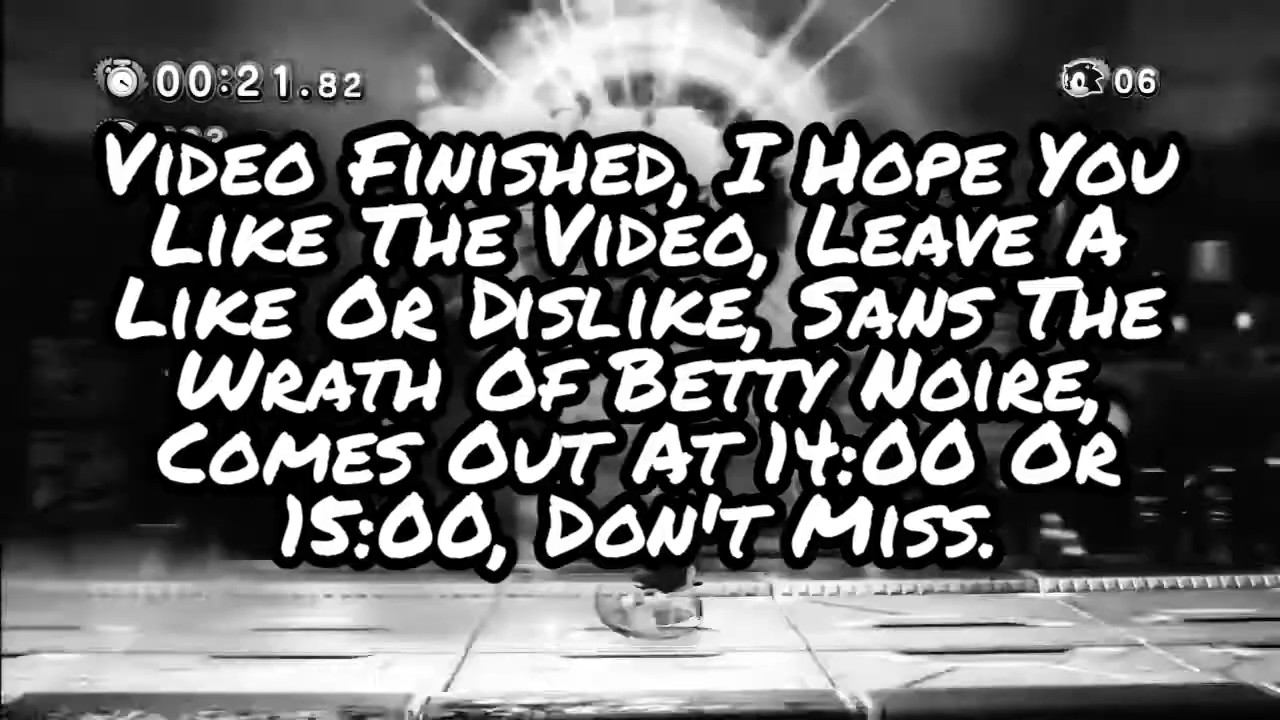 00:21.82
06
Video Finished, I Hope You
Like The Video, Leave A
Like Or Dislike, Sans The
Wrath Of Betty Noire,
Comes Out At 14:00 Or
15:00, Don't Miss.